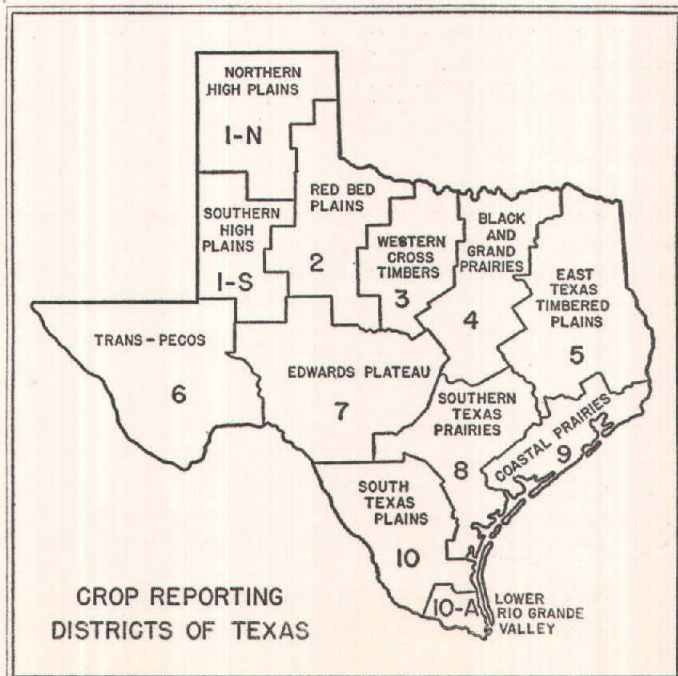 NORTHERN
HIGH PLAINS
1-N
SOUTHERN
HIGH
PLAINS
1-S
RED BED
PLAINS
2
WESTERN
CROSS
TIMBERS
3
BLACK
AND
GRAND
PRAIRIES
4
EAST
TEXAS
TIMBERED
PLAINS
5
TRANS-PECOS
6
EDWARDS PLATEAU
7
SOUTHERN
TEXAS
PRAIRIES
8
COASTAL PRAIRIES
9
SOUTH
TEXAS
PLAINS
10
10-A
LOWER
RIO GRANDE
VALLEY
CROP REPORTING
DISTRICTS OF TEXAS